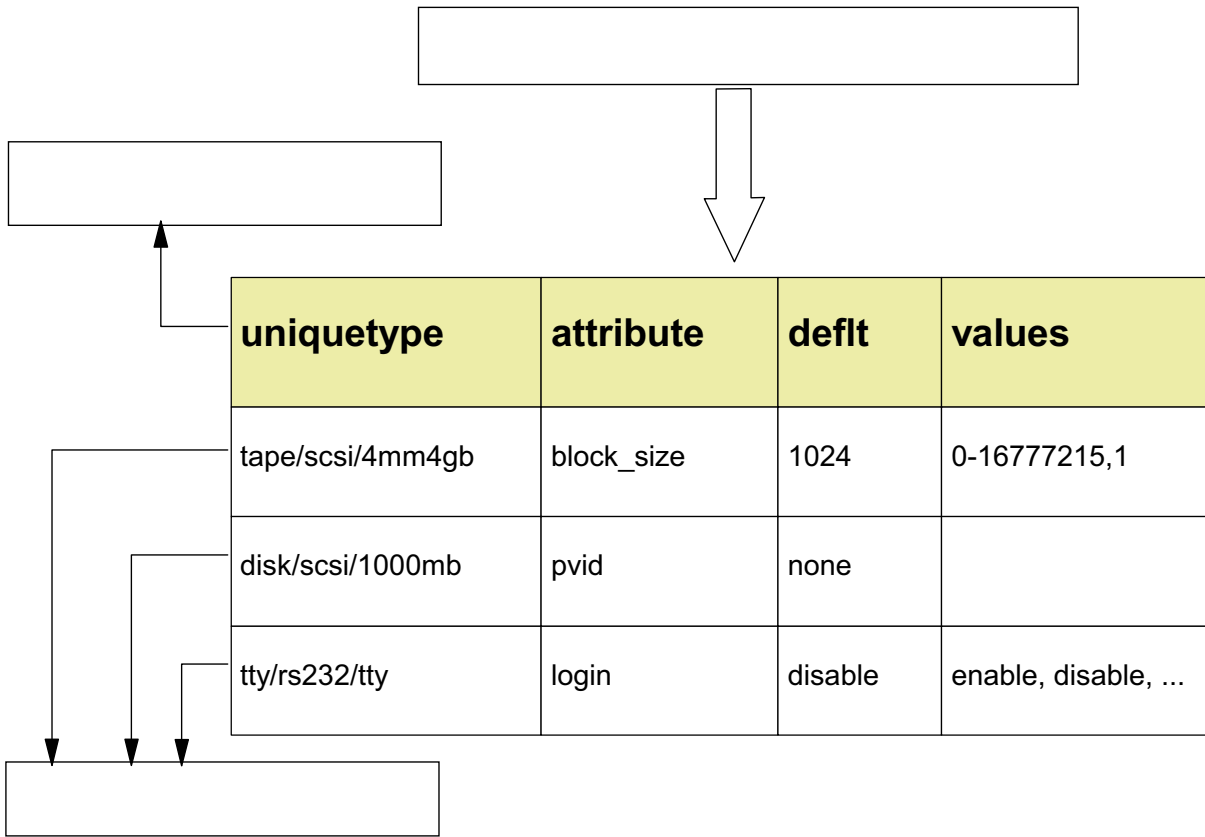 uniquetype attribute deflt values
tape/scsi/4mm4gb block_size 1024 0-16777215,1
disk/scsi/1000mb pvid none
tty/rs232/tty login disable enable, disable, ...